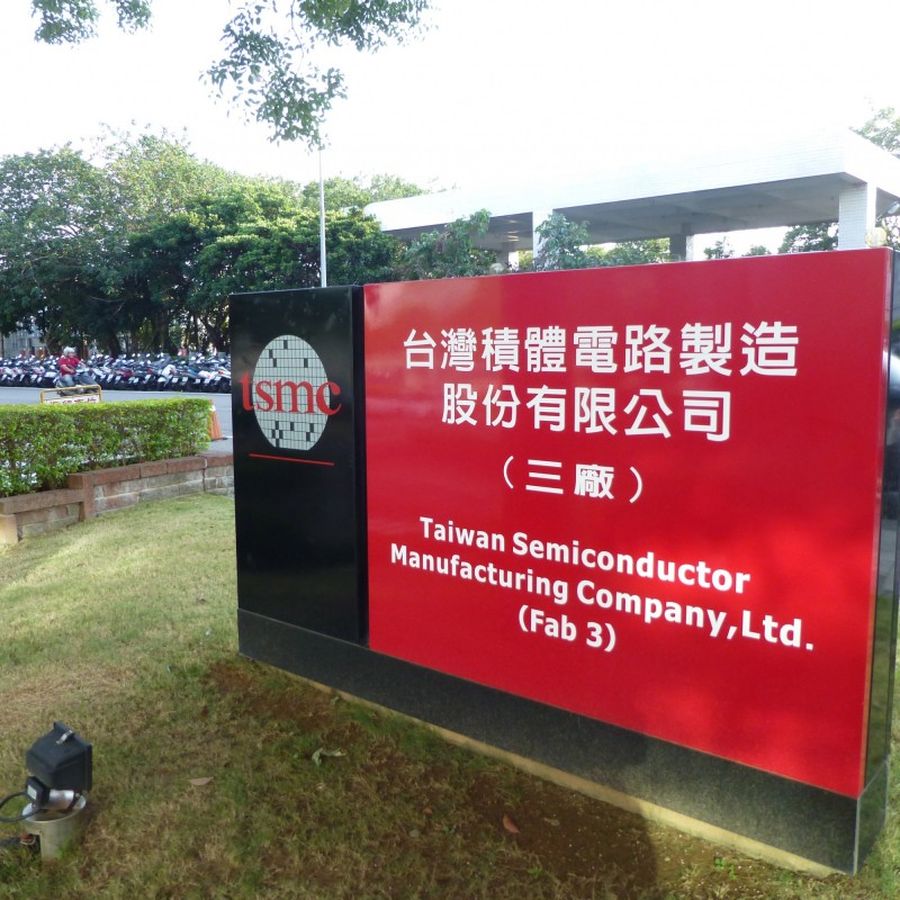 tsmc
台灣積體電路製造
股份有限公司
（三廠）
Taiwan Semiconductor
Manufacturing Company,Ltd.
(Fab 3)